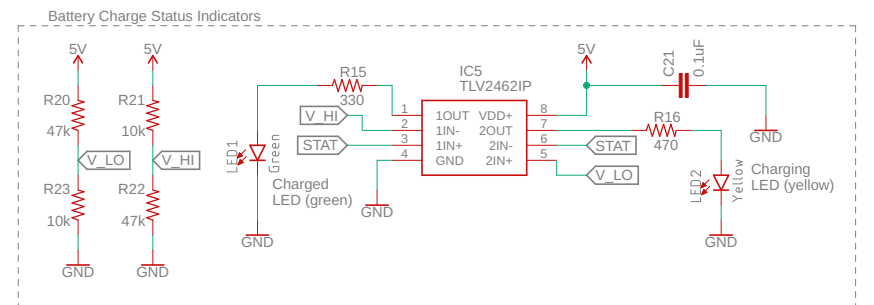 Battery Charge Status Indicators
5V
5V
5V
R20
47k
R21
10k
V_LO
V_HI
R23
10k
R22
47k
GND
GND
LED1
Green
Charged
LED (green)
GND
R15
330
V_HI
STAT
GND
IC5
TLV2462IP
1 1OUT VDD+ 8
2 1IN- 2OUT 7
3 1IN+ 2IN- 6
4 GND 2IN+ 5
C21
0.1uF
GND
R16
470
STAT
V_LO
LED2
Yellow
Charging
LED (yellow)
GND